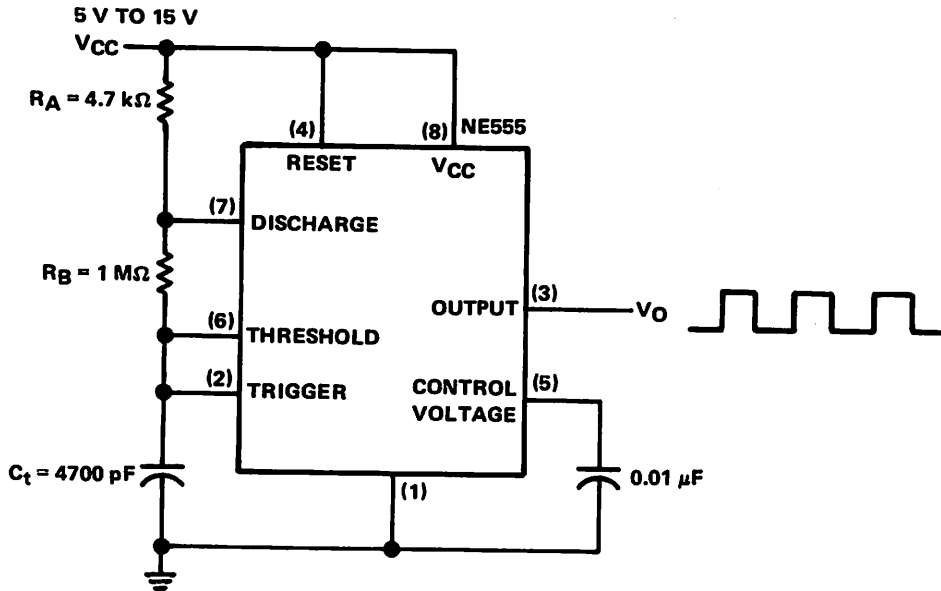 5 V TO 15 V
VCC
RA = 4.7 kΩ
(4)
(8)
NE555
RESET
VCC
(7)
DISCHARGE
RB = 1 MΩ
(3)
OUTPUT
VO
(6)
THRESHOLD
(2)
TRIGGER
CONTROL
VOLTAGE
(5)
Ct = 4700 pF
(1)
0.01 μF